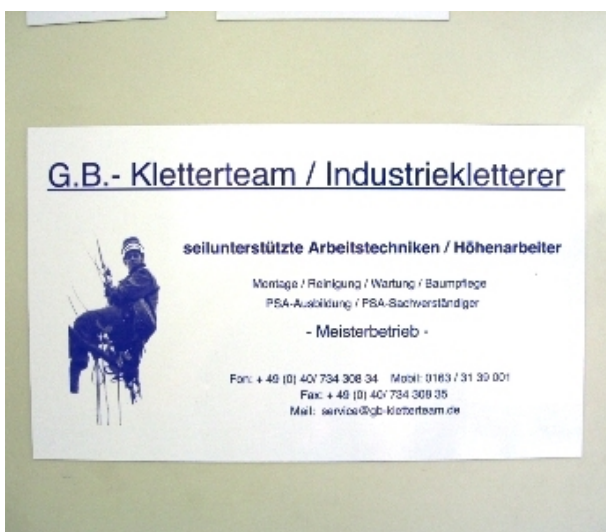 G.B.- Kletterteam / Industriekletterer
seilunterstützte Arbeitstechniken / Höhenarbeiter
Montage / Reinigung / Wartung / Baumpflege
PSA-Ausbildung / PSA-Sachverständiger
- Meisterbetrieb -
Fon: + 49 (0) 40/ 734 308 34 Mobil: 0163 / 31 39 001
Fax: + 49 (0) 40/ 734 308 35
Mail: service@gb-kletterteam.de